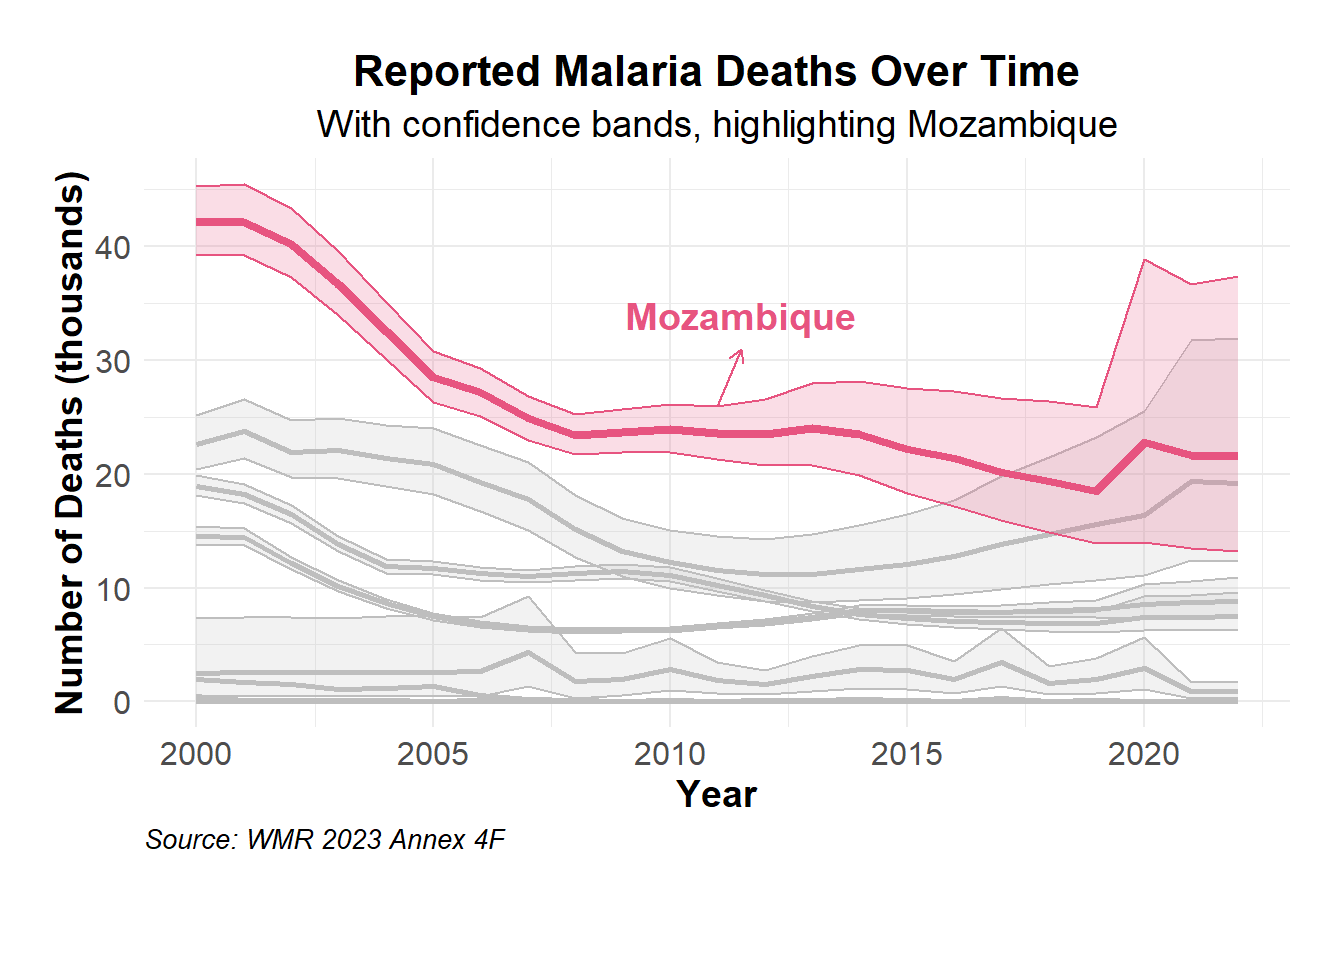 Reported Malaria Deaths Over Time
With confidence bands, highlighting Mozambique
Number of Deaths (thousands)
40
30
20
10
0
Mozambique
2000 2005 2010 2015 2020
Year
Source: WMR 2023 Annex 4F